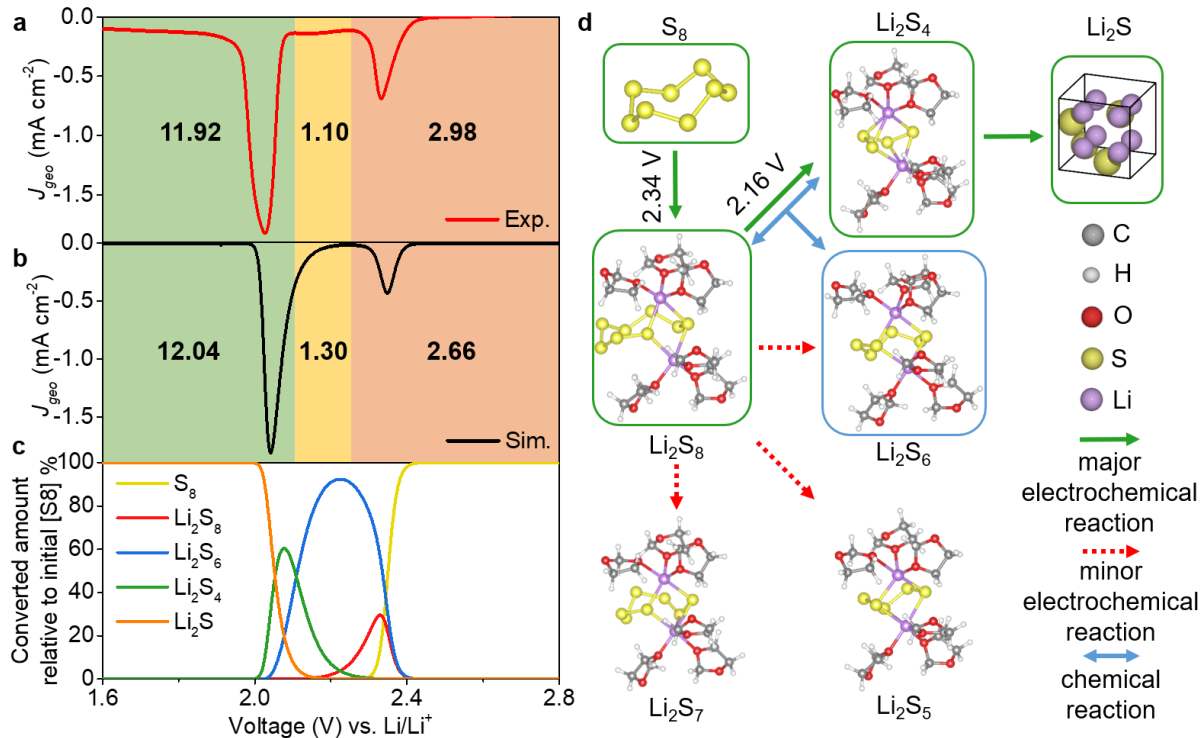 a
0.0
-0.5
-1.0
-1.5
J_geo (mA cm⁻²)
11.92
1.10
2.98
Exp.
b
0.0
-0.5
-1.0
-1.5
J_geo (mA cm⁻²)
12.04
1.30
2.66
Sim.
c
100
80
60
40
20
0
Converted amount
relative to initial [S8] %
S₈
Li₂S₈
Li₂S₆
Li₂S₄
Li₂S
1.6 2.0 2.4 2.8
Voltage (V) vs. Li/Li⁺
d
S₈
Li₂S₄
Li₂S
2.34 V
2.16 V
Li₂S₈
Li₂S₆
Li₂S₇
Li₂S₅
C
H
O
S
Li
major
electrochemical
reaction
minor
electrochemical
reaction
chemical
reaction